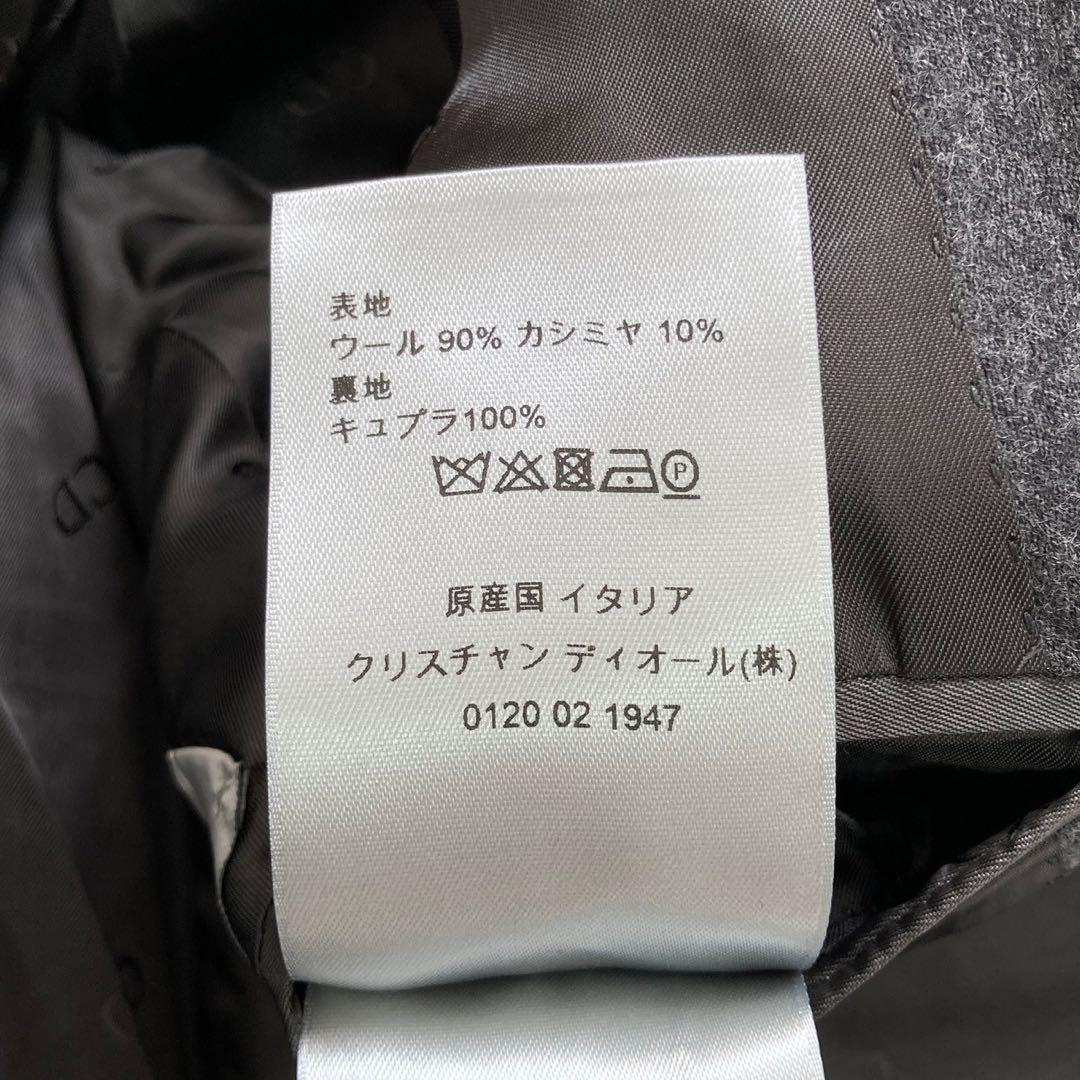 表地
ウール 90% カシミヤ 10%
裏地
キュプラ100%
P
原産国 イタリア
クリスチャン ディオール(株)
0120 02 1947
CD